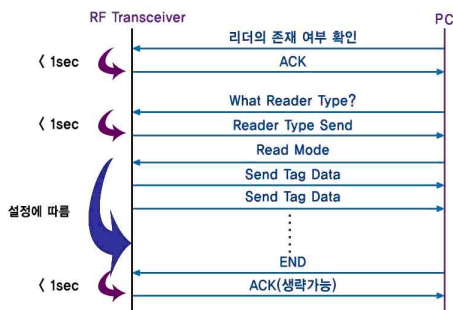 RF Transceiver
PC
리더의 존재 여부 확인
< 1sec
ACK
What Reader Type?
< 1sec
Reader Type Send
Read Mode
Send Tag Data
Send Tag Data
설정에 따름
END
< 1sec
ACK(생략가능)